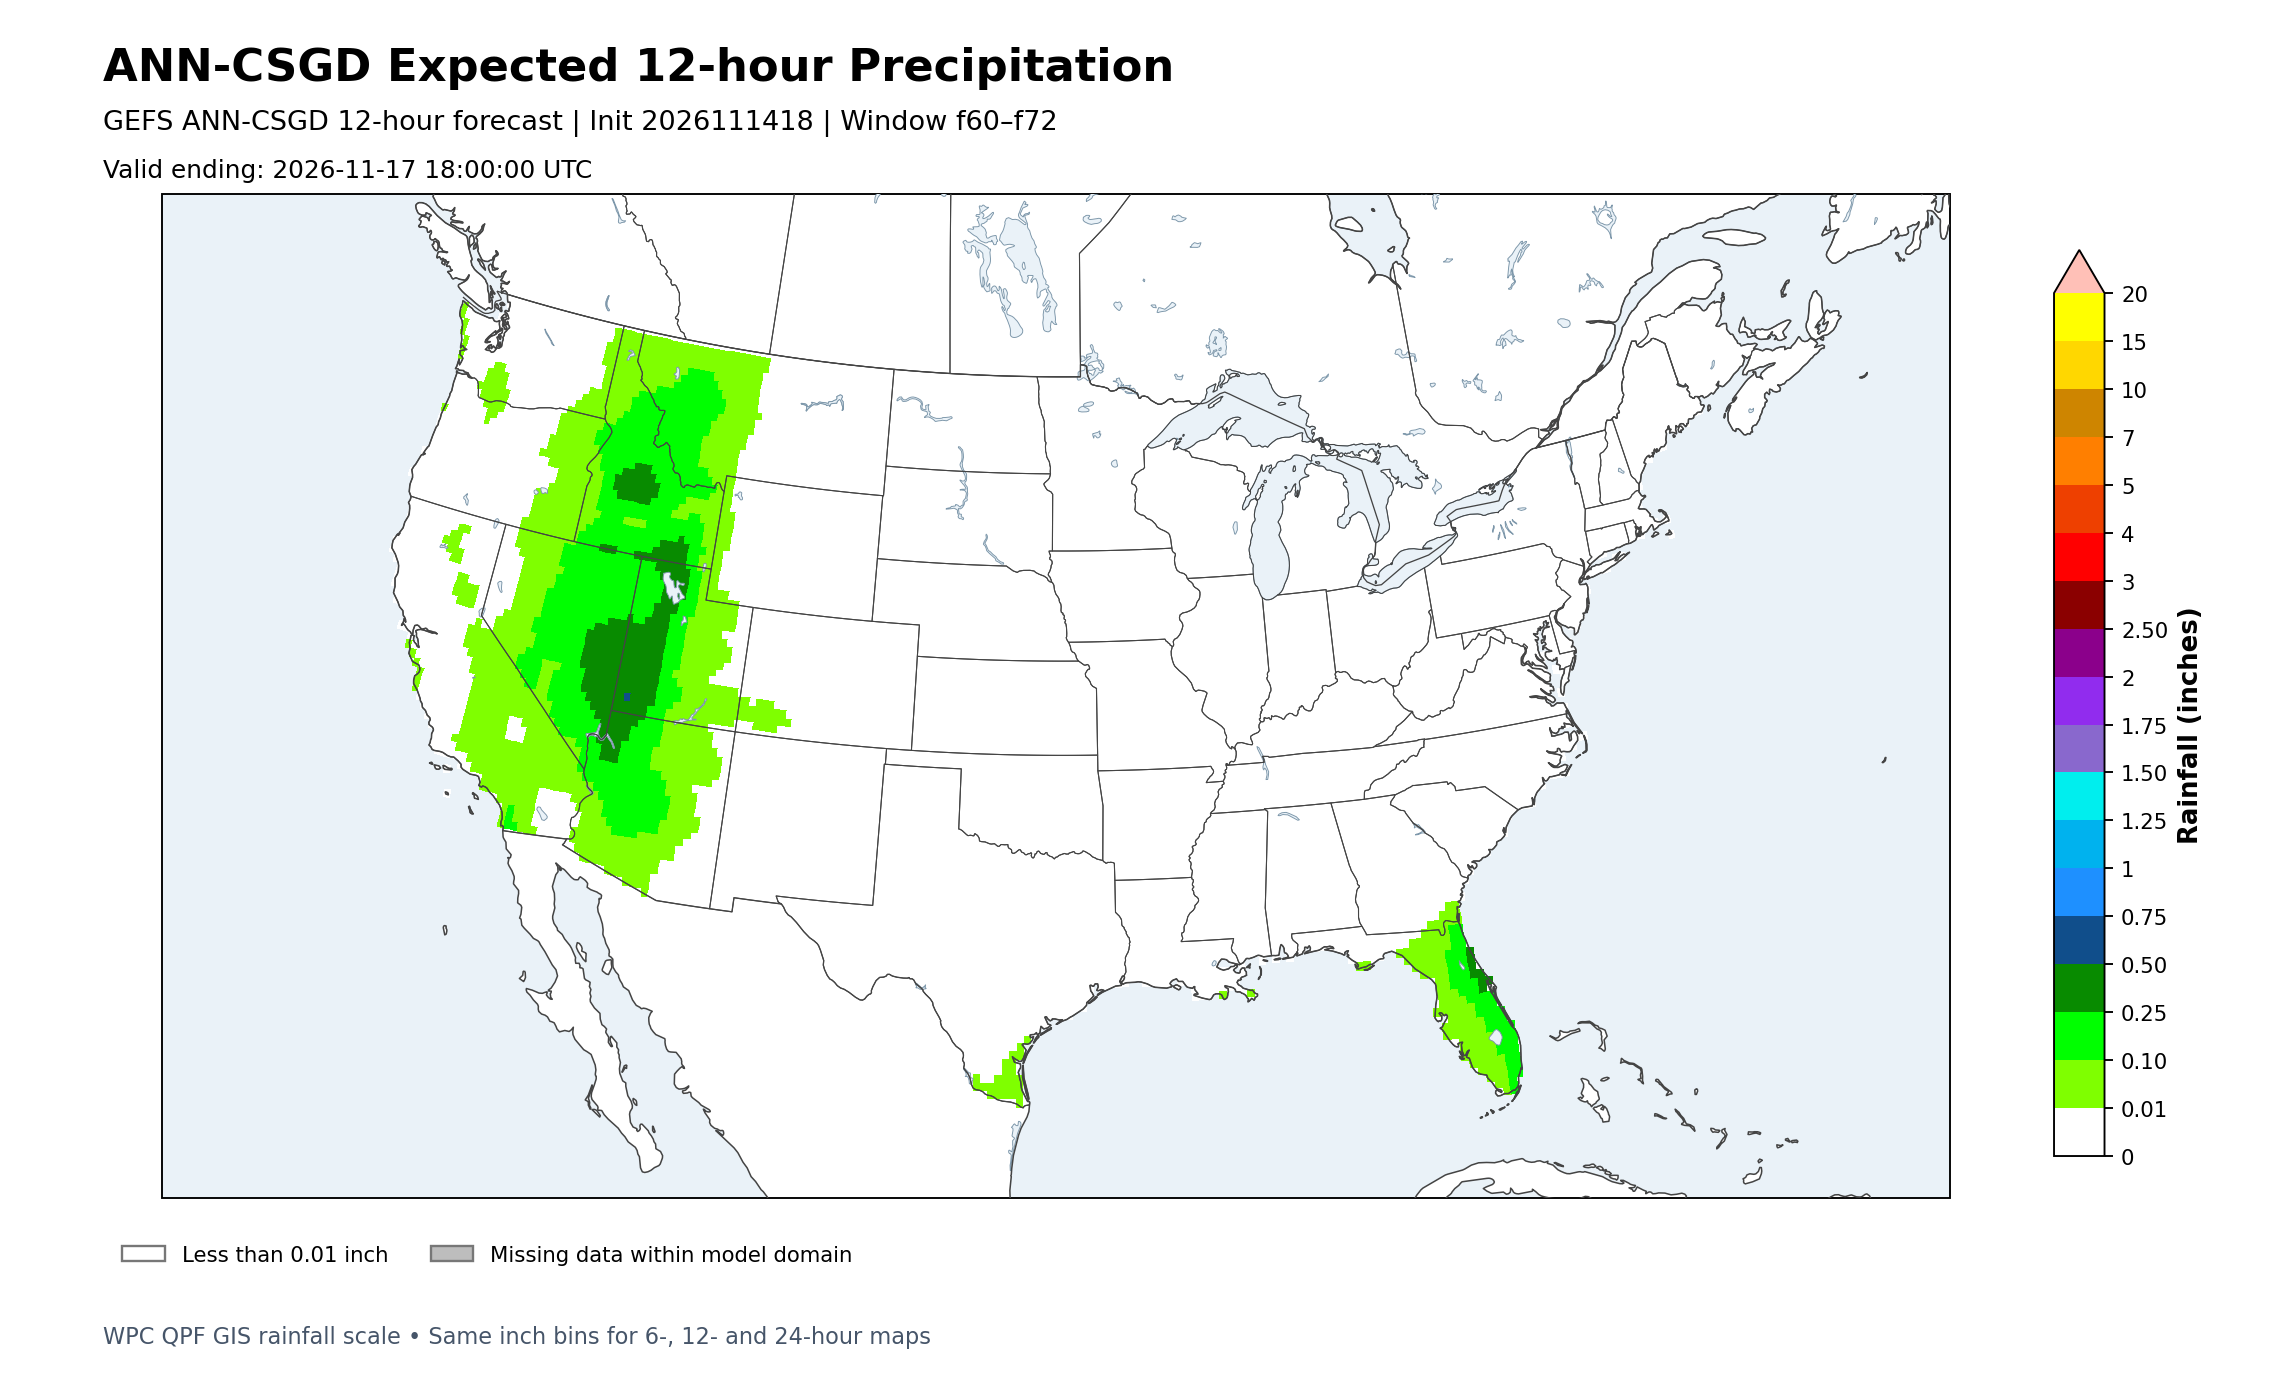 ANN-CSGD Expected 12-hour Precipitation
GEFS ANN-CSGD 12-hour forecast | Init 2026111418 | Window f60–f72
Valid ending: 2026-11-17 18:00:00 UTC
20
15
10
7
5
4
3
2.50
2
1.75
1.50
1.25
1
0.75
0.50
0.25
0.10
0.01
0
Rainfall (inches)
Less than 0.01 inch
Missing data within model domain
WPC QPF GIS rainfall scale • Same inch bins for 6-, 12- and 24-hour maps